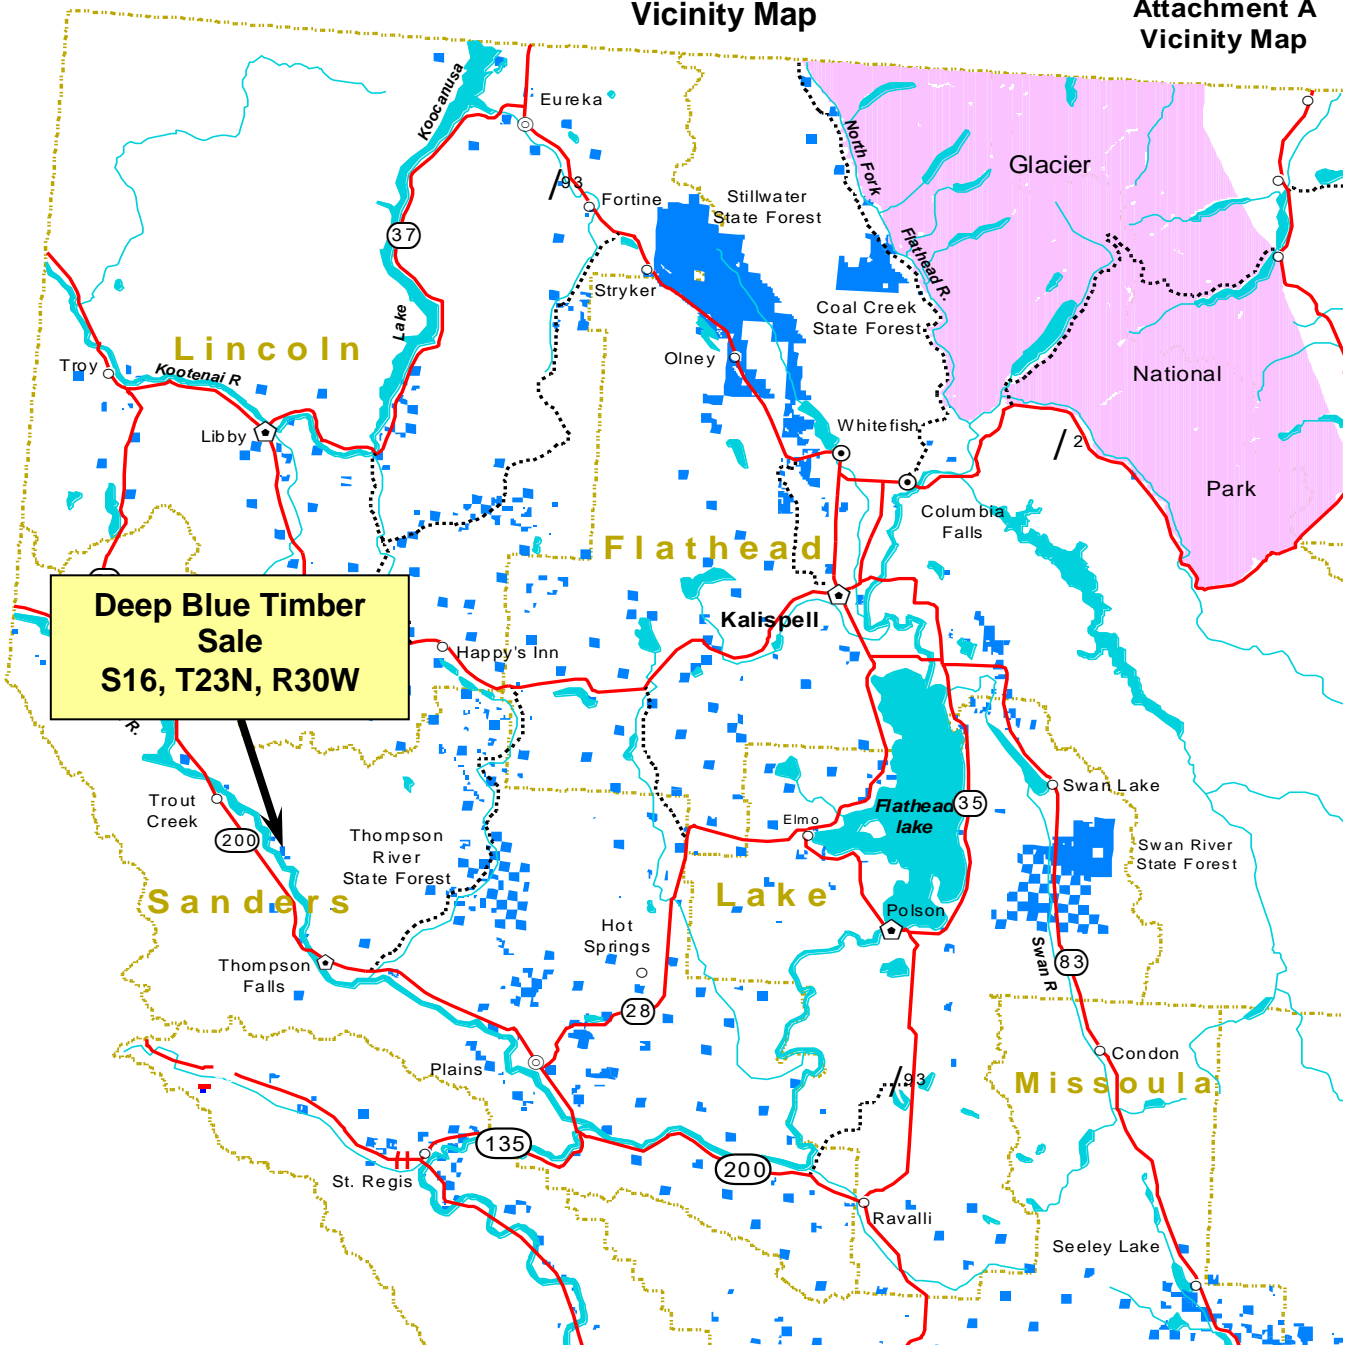 Vicinity Map
Attachment A
Vicinity Map
Koocanusa
Eureka
93
Fortine
Stillwater
State Forest
North Fork
Glacier
37
Flathead R.
Stryker
Coal Creek
State Forest
Lake
Lincoln
Troy
Kootenai R
Olney
National
Libby
Whitefish
2
Park
Columbia
Falls
Flathead
Deep Blue Timber
Sale
S16, T23N, R30W
Kalispell
Happy's Inn
R.
Trout
Creek
200
Thompson
River
State Forest
Elmo
Flathead
lake
35
Swan Lake
Swan River
State Forest
Sanders
Lake
Polson
Hot
Springs
Thompson
Falls
Swan R
83
28
Plains
Condon
93
Missoula
135
200
St. Regis
Ravalli
Seeley Lake